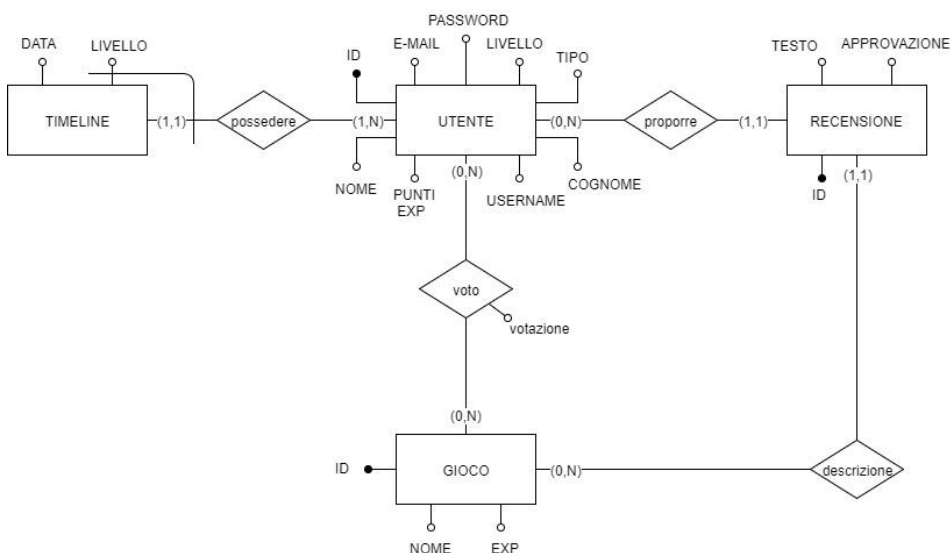 PASSWORD
DATA
LIVELLO
E-MAIL
LIVELLO
TESTO
APPROVAZIONE
ID
TIPO
TIMELINE
(1,1)
possedere
(1,N)
UTENTE
(0,N)
proporre
(1,1)
RECENSIONE
(0,N)
(1,1)
NOME
PUNTI
EXP
USERNAME
COGNOME
ID
voto
votazione
(0,N)
ID
GIOCO
(0,N)
descrizione
NOME
EXP